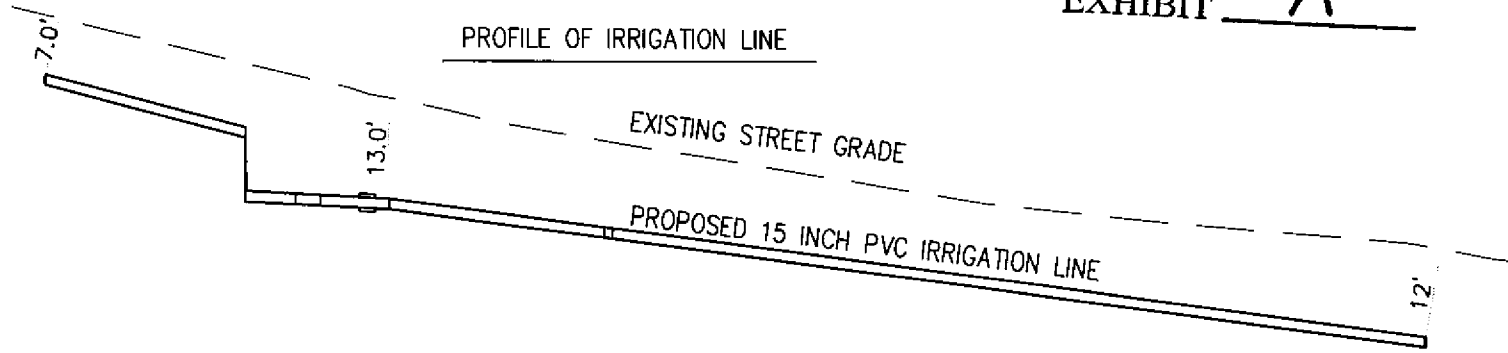 EXHIBIT A
PROFILE OF IRRIGATION LINE
7.0'
13.0'
EXISTING STREET GRADE
PROPOSED 15 INCH PVC IRRIGATION LINE
12'